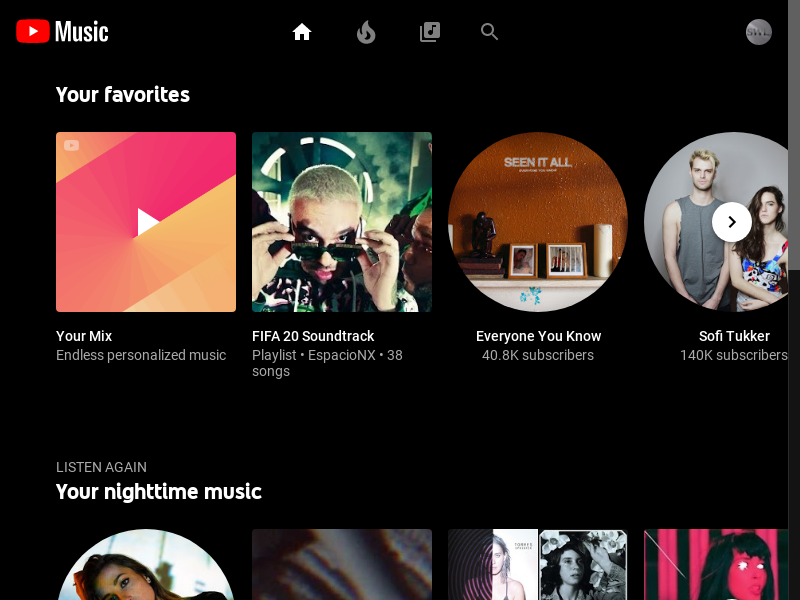 Music
Your favorites
SEEN IT ALL
Your Mix
Endless personalized music
FIFA 20 Soundtrack
Playlist • EspacioNX • 38
songs
Everyone You Know
40.8K subscribers
Sofi Tukker
140K subscribers
LISTEN AGAIN
Your nighttime music
TORRES